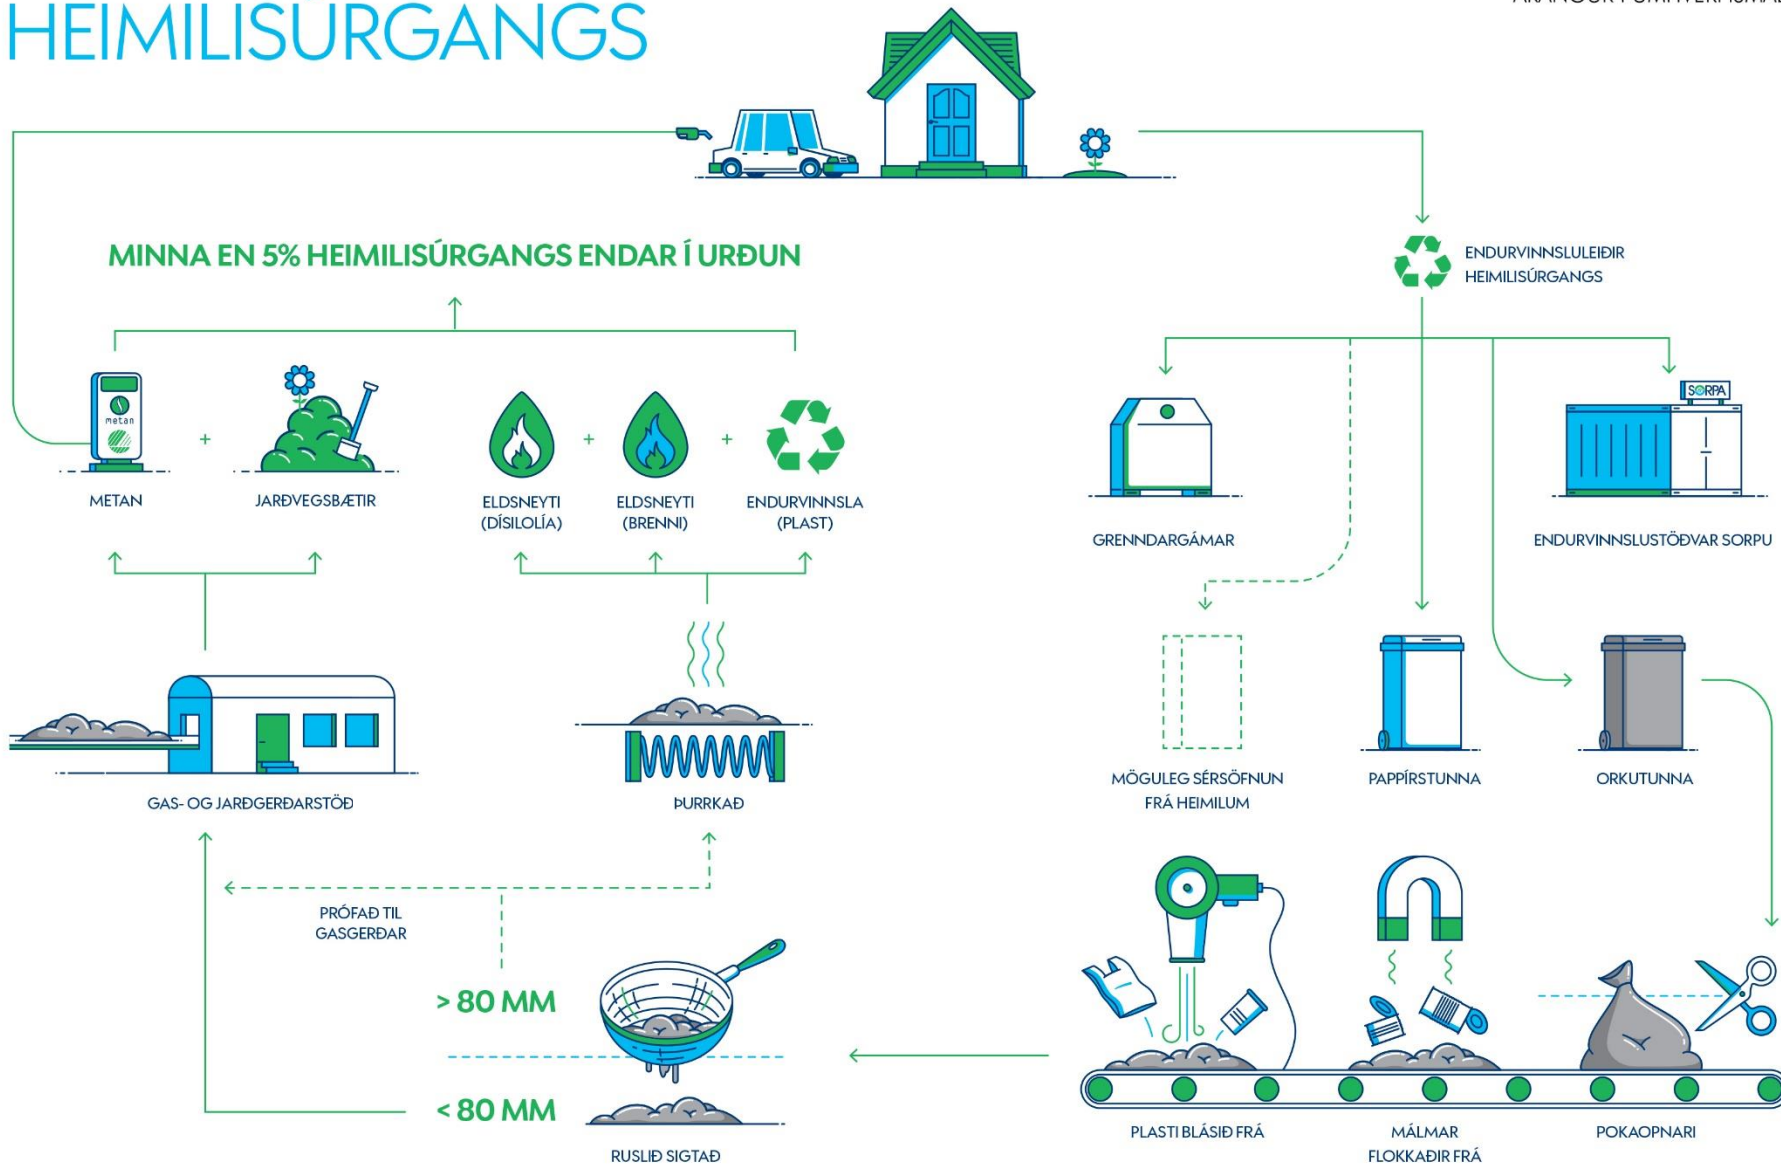 HEIMILISÚRGANGS
MINNA EN 5% HEIMILISÚRGANGS ENDAR Í URÐUN
ENDURVINNSLULEIÐIR
HEIMILISÚRGANGS
metan
SORPA
METAN
JARÐVEGSBÆTIR
ELDSNEYTI
(DÍSILOLÍA)
ELDSNEYTI
(BRENNI)
ENDURVINNSLA
(PLAST)
GRENNDARGÁMAR
ENDURVINNSLUSTÖÐVAR SORPU
GAS- OG JARÐGERÐARSTÖÐ
ÞURRKAÐ
MÖGULEG SÉRSÖFNUN
FRÁ HEIMILUM
PAPPÍRSTUNNA
ORKUTUNNA
PRÓFAÐ TIL
GASGERÐAR
> 80 MM
< 80 MM
RUSLIÐ SIGTAÐ
PLASTI BLÁSIÐ FRÁ
MÁLMAR
FLOKKAÐIR FRÁ
POKAOPNARI